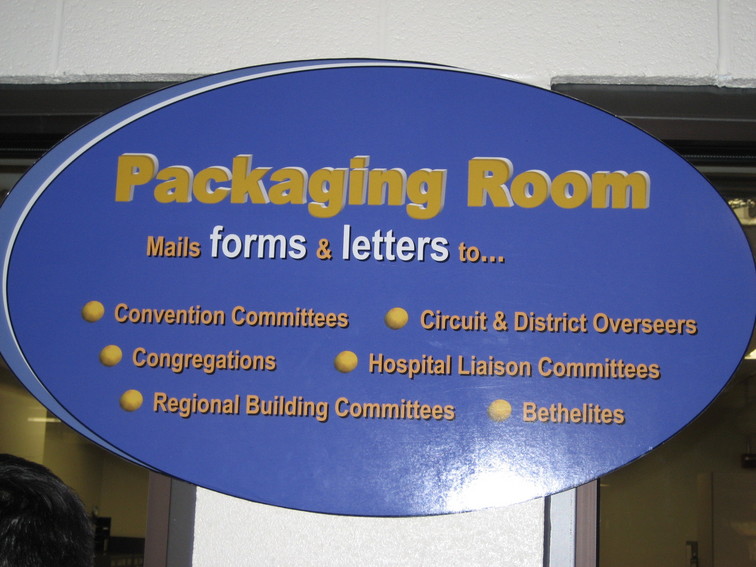 Packaging Room
Mails forms & letters to...
Convention Committees
Circuit & District Overseers
Congregations
Hospital Liaison Committees
Regional Building Committees
Bethelites